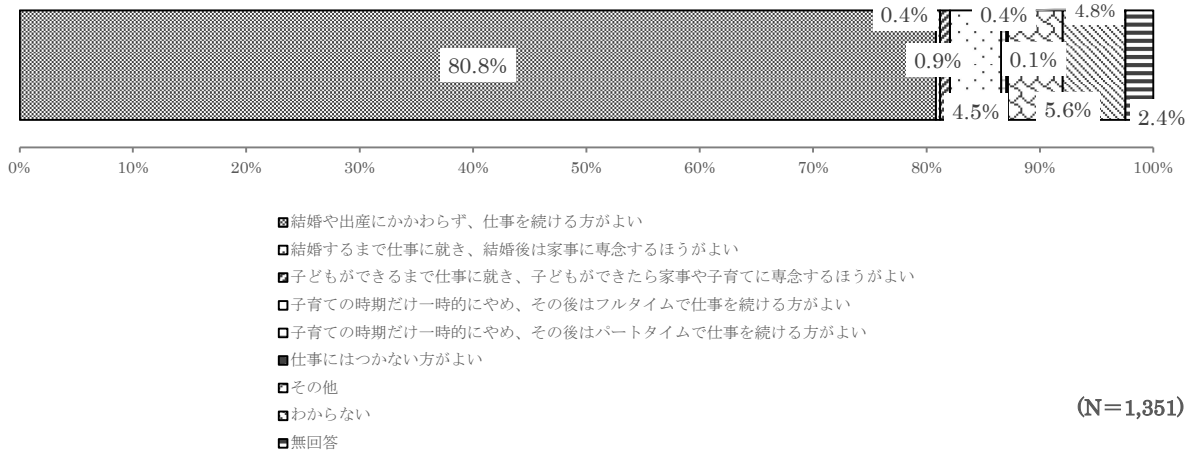 0.4% 0.4% 4.8%
80.8% 0.9% 0.1%
4.5% 5.6% 2.4%
0% 10% 20% 30% 40% 50% 60% 70% 80% 90% 100%
結婚や出産にかかわらず、仕事を続ける方がよい
結婚するまで仕事に就き、結婚後は家事に専念するほうがよい
子どもができるまで仕事に就き、子どもができたら家事や子育てに専念するほうがよい
子育ての時期だけ一時的にやめ、その後はフルタイムで仕事を続ける方がよい
子育ての時期だけ一時的にやめ、その後はパートタイムで仕事を続ける方がよい
仕事にはつかない方がよい
その他
わからない
無回答
(N＝1,351)